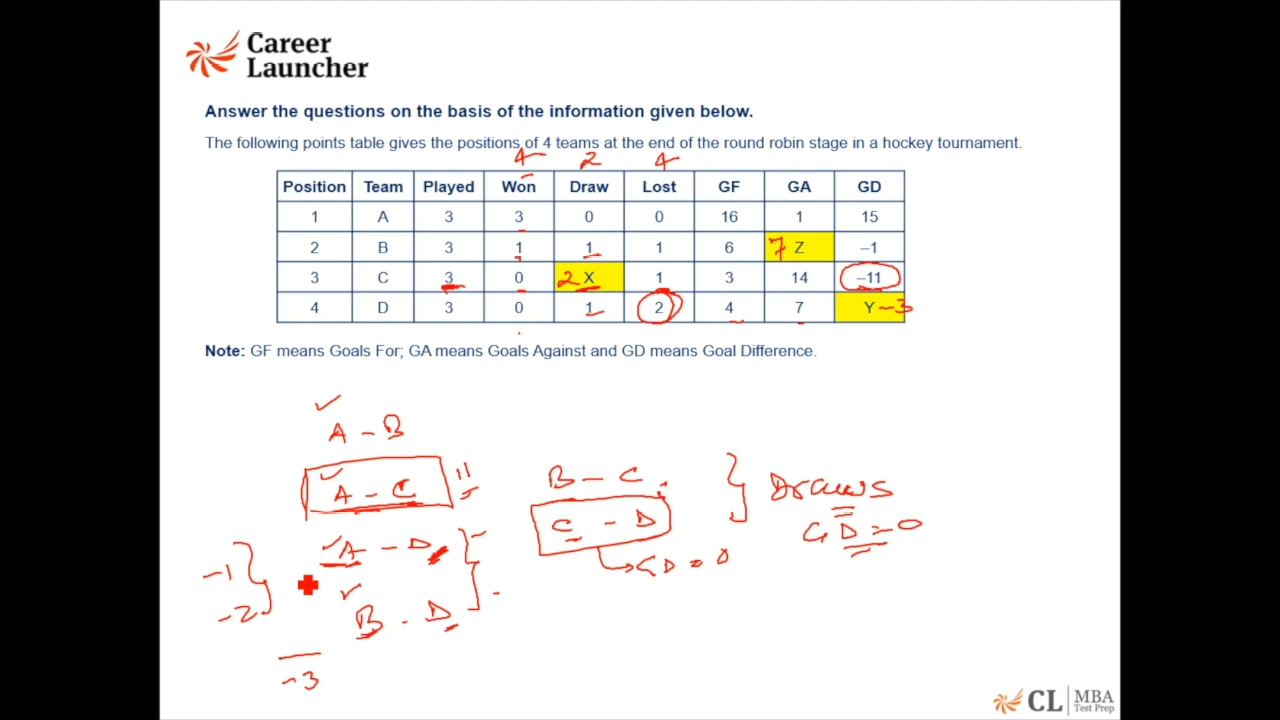 Career
Launcher
Answer the questions on the basis of the information given below.
The following points table gives the positions of 4 teams at the end of the round robin stage in a hockey tournament.
4 2 4
Position Team Played Won Draw Lost GF GA GD
1 A 3 3 0 0 16 1 15
2 B 3 1 1 1 6 7 Z –1
3 C 3 0 2 X 1 3 14 –11
4 D 3 0 1 2 4 7 Y –3
Note: GF means Goals For; GA means Goals Against and GD means Goal Difference.
A – B
A – C 11
B – C
Draws
C – D
GD = 0
A – D
GD = 0
–1
–2
B – D
–3
CL MBA
Test Prep